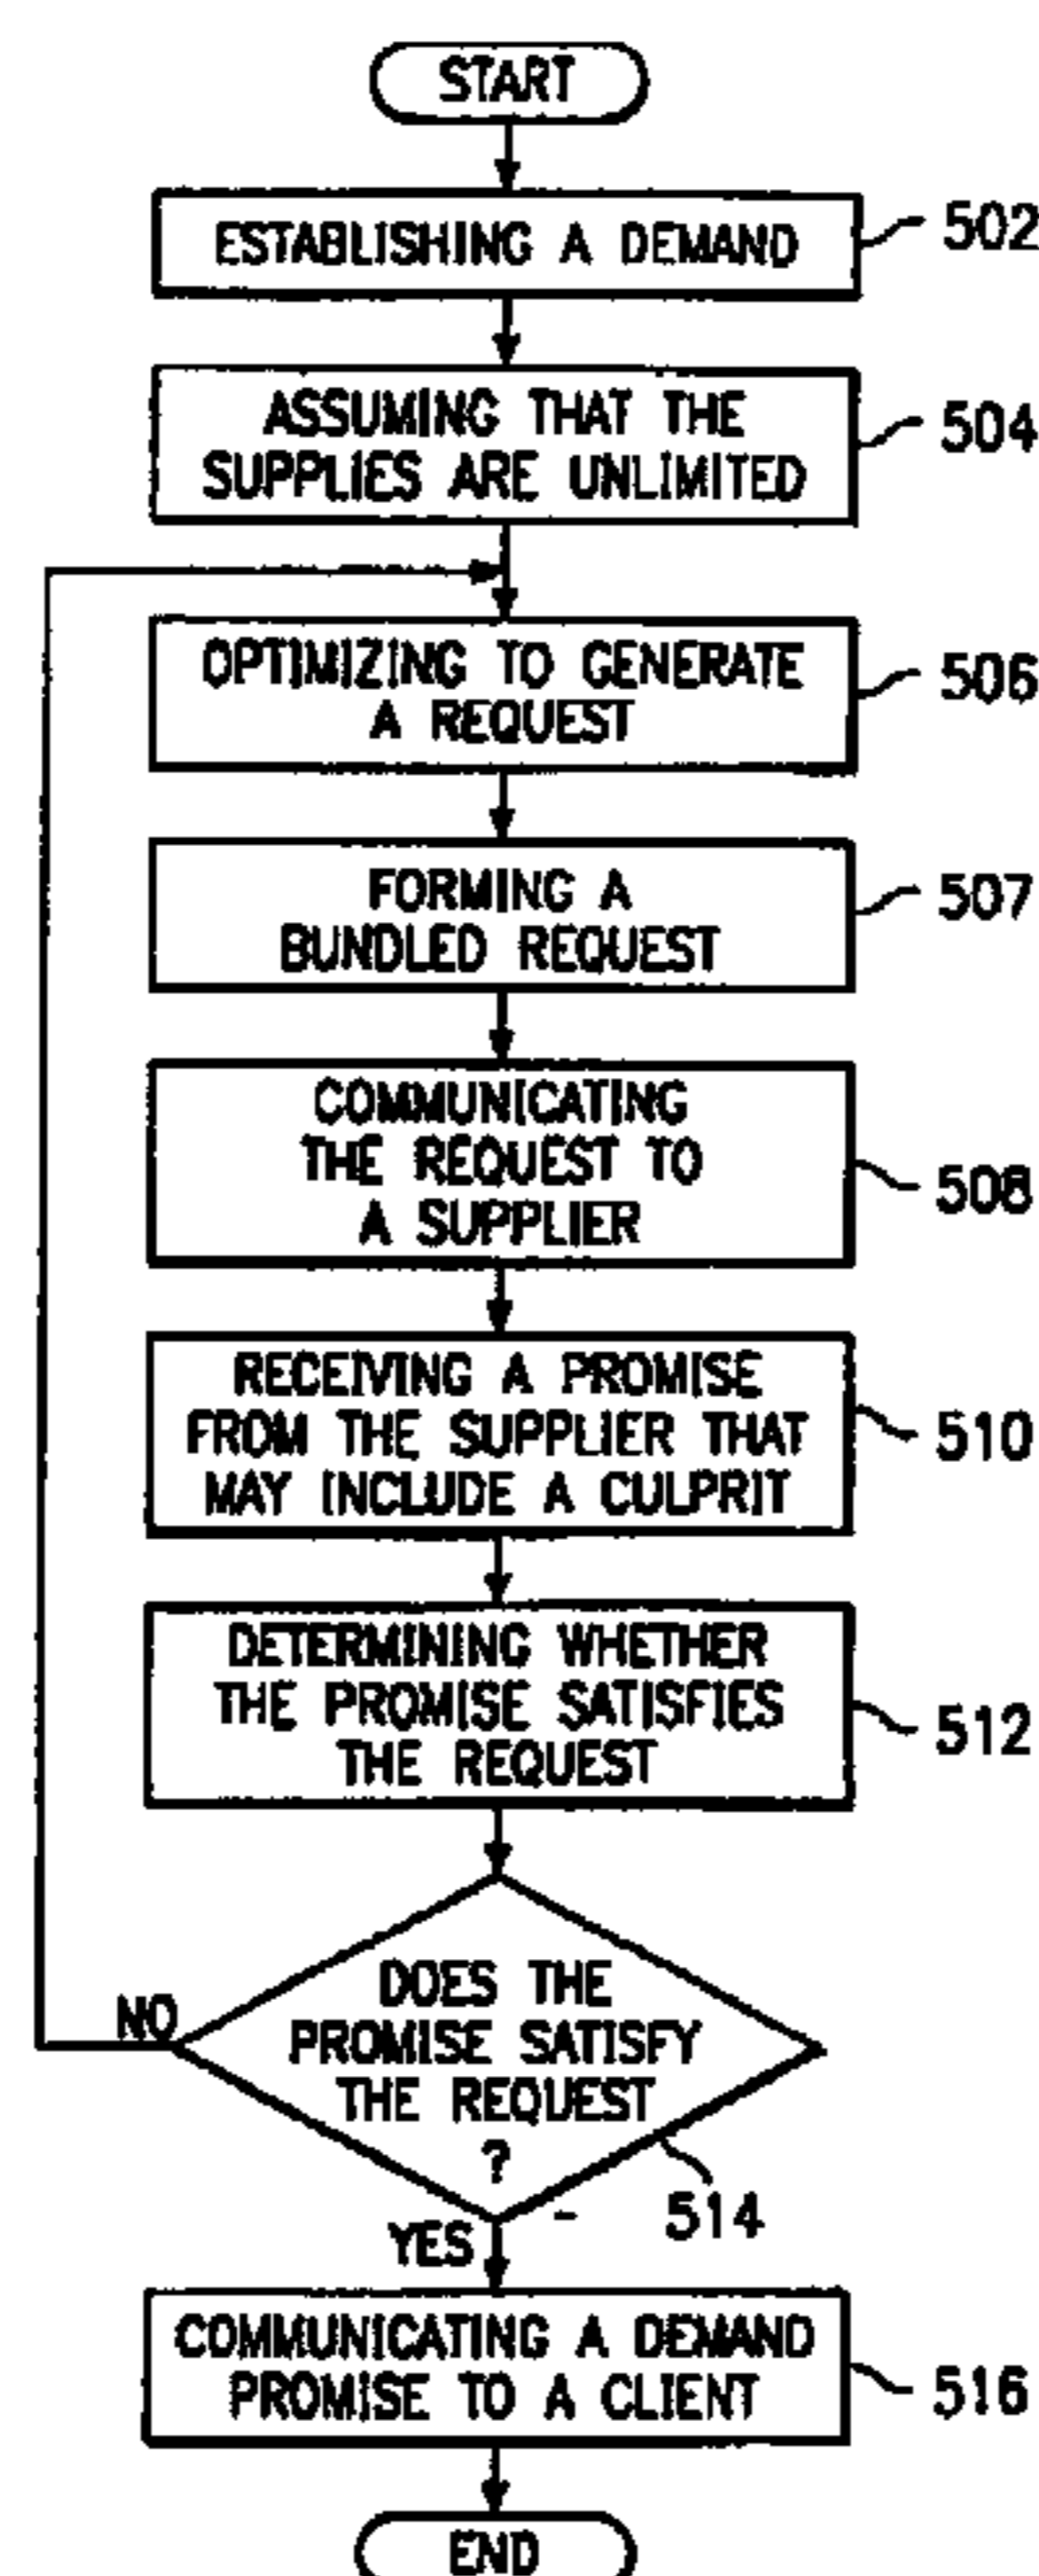 START
ESTABLISHING A DEMAND
502
ASSUMING THAT THE
SUPPLIES ARE UNLIMITED
504
OPTIMIZING TO GENERATE
A REQUEST
506
FORMING A
BUNDLED REQUEST
507
COMMUNICATING
THE REQUEST TO
A SUPPLIER
508
RECEIVING A PROMISE
FROM THE SUPPLIER THAT
MAY INCLUDE A CULPRIT
510
DETERMINING WHETHER
THE PROMISE SATISFIES
THE REQUEST
512
DOES THE
PROMISE SATISFY
THE REQUEST
?
NO
514
YES
COMMUNICATING A DEMAND
PROMISE TO A CLIENT
516
END